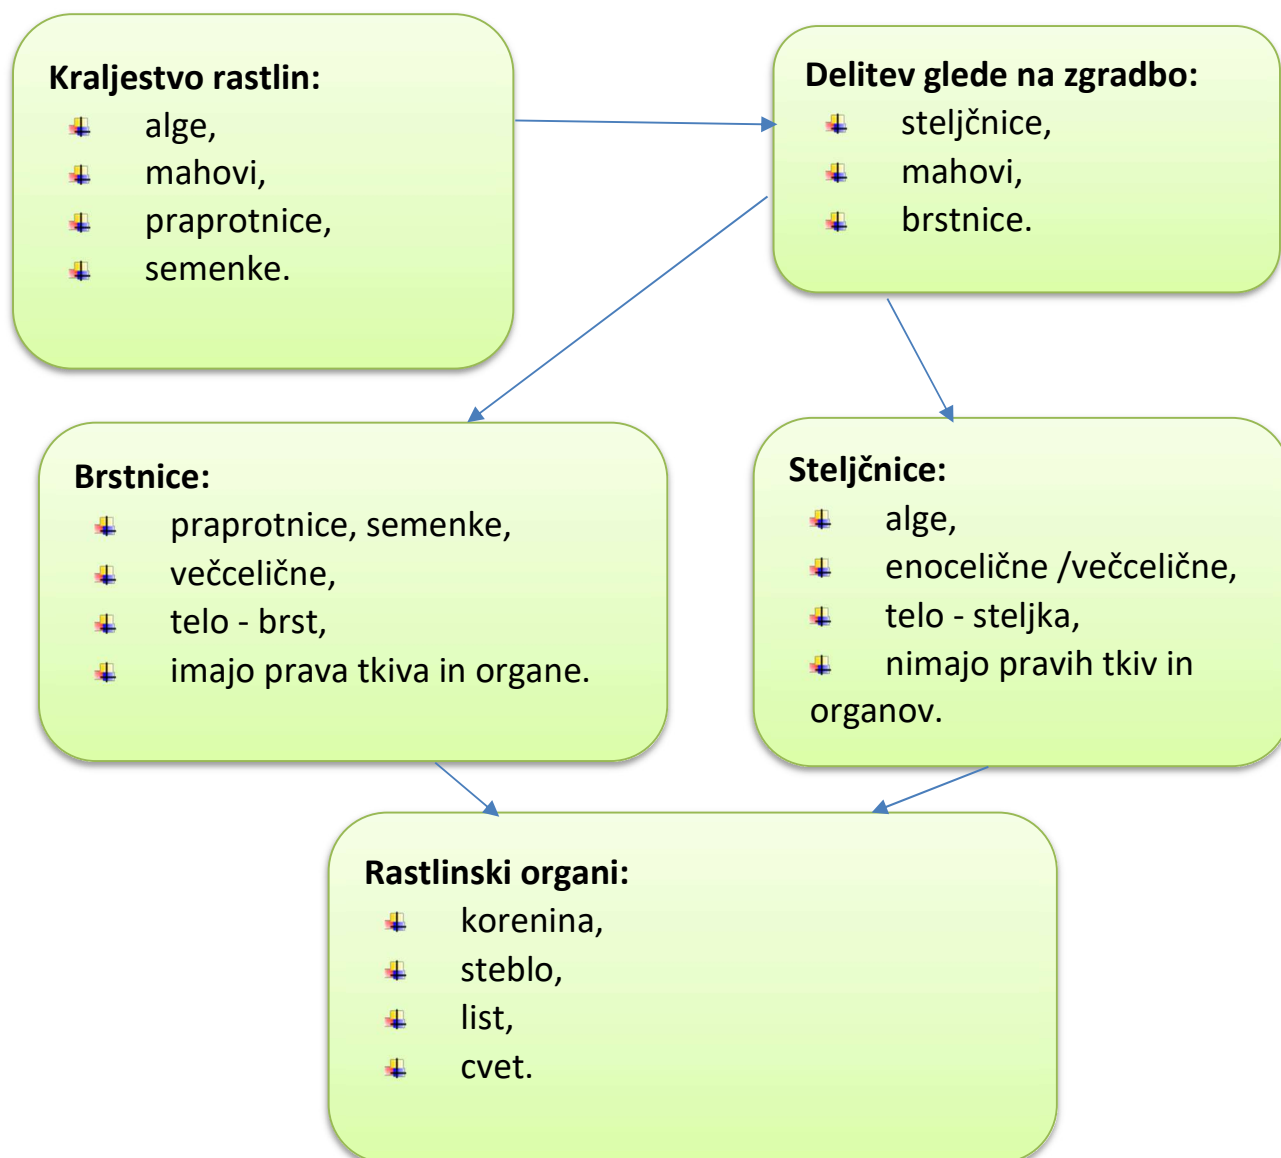 Kraljestvo rastlin:
alge,
mahovi,
praprotnice,
semenke.
Delitev glede na zgradbo:
steljčnice,
mahovi,
brstnice.
Brstnice:
praprotnice, semenke,
večcelične,
telo - brst,
imajo prava tkiva in organe.
Steljčnice:
alge,
enocelične /večcelične,
telo - steljka,
nimajo pravih tkiv in
organov.
Rastlinski organi:
korenina,
steblo,
list,
cvet.